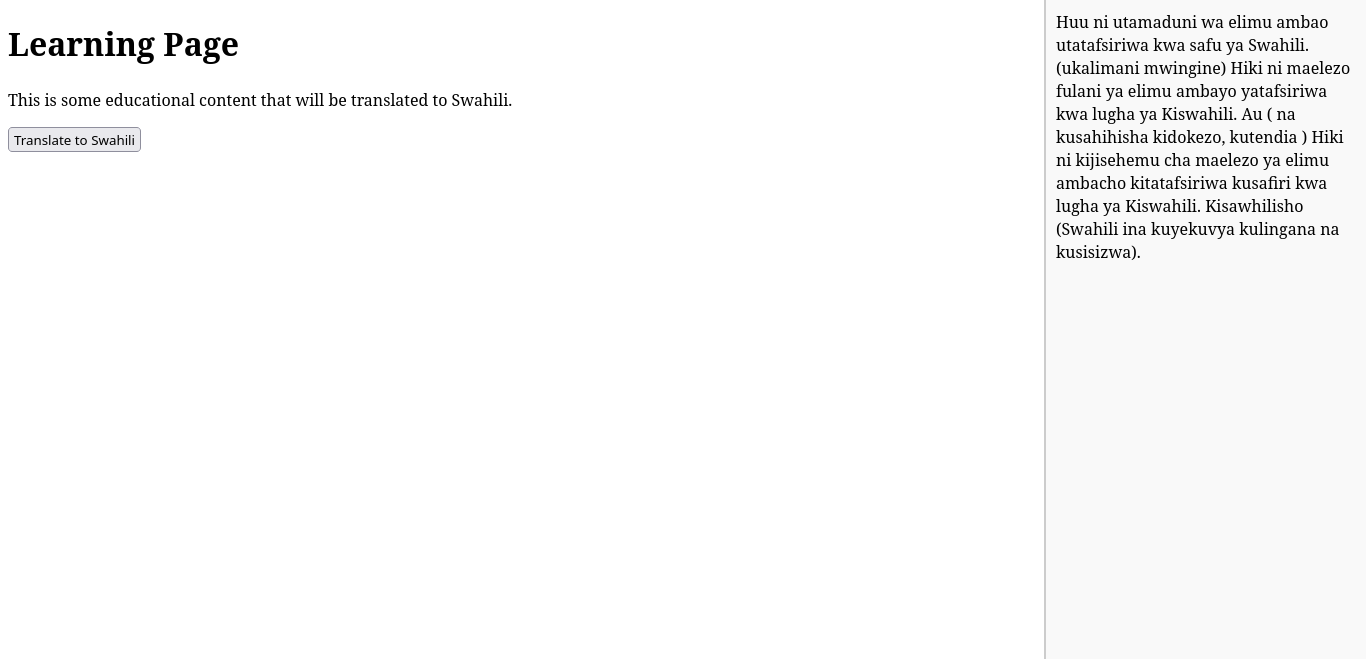 Learning Page
This is some educational content that will be translated to Swahili.
Translate to Swahili
Huu ni utamaduni wa elimu ambao
utatafsiriwa kwa safu ya Swahili.
(ukalimani mwingine) Hiki ni maelezo
fulani ya elimu ambayo yatafsiriwa
kwa lugha ya Kiswahili. Au ( na
kusahihisha kidokezo, kutendia ) Hiki
ni kijisehemu cha maelezo ya elimu
ambacho kitatafsiriwa kusafiri kwa
lugha ya Kiswahili. Kisawhilisho
(Swahili ina kuyekuvya kulingana na
kusisizwa).